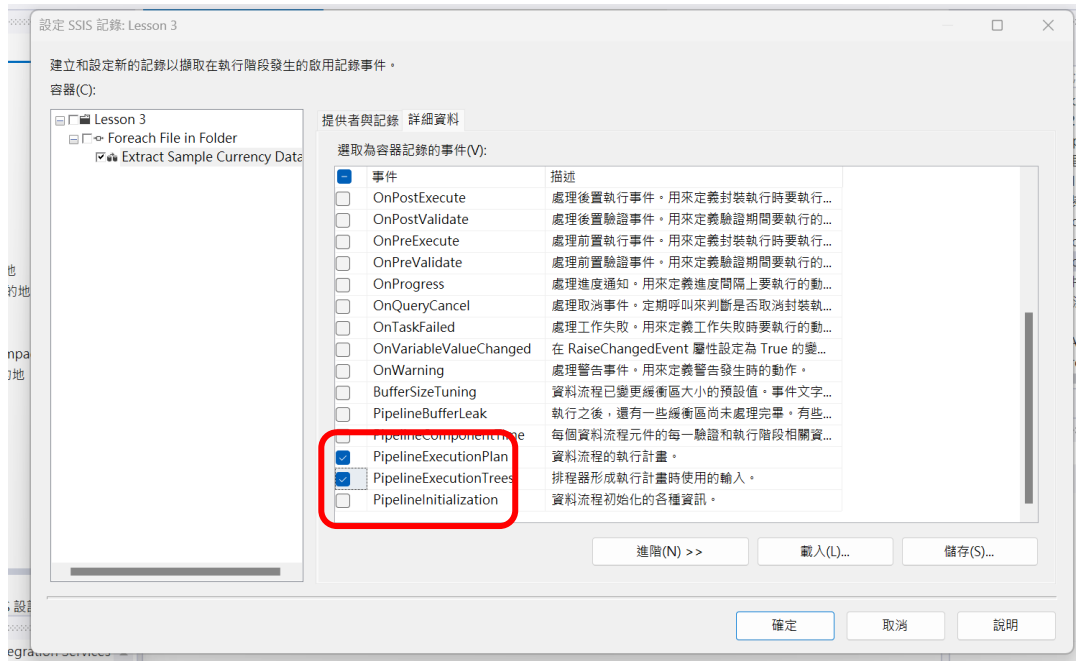 設定 SSIS 記錄: Lesson 3
建立和設定新的記錄以擷取在執行階段發生的啟用記錄事件。
容器(C):
Lesson 3
Foreach File in Folder
Extract Sample Currency Data
提供者與記錄 詳細資料
選取為容器記錄的事件(V):
事件 描述
OnPostExecute 處理後置執行事件。用來定義封裝執行時要執行...
OnPostValidate 處理後置驗證事件。用來定義驗證期間要執行的...
OnPreExecute 處理前置執行事件。用來定義封裝執行時要執行...
OnPreValidate 處理前置驗證事件。用來定義驗證期間要執行的...
OnProgress 處理進度通知。用來定義進度間隔上要執行的動...
OnQueryCancel 處理取消事件。定期呼叫來判斷是否取消封裝執...
OnTaskFailed 處理工作失敗。用來定義工作失敗時要執行的動...
OnVariableValueChanged 在 RaiseChangedEvent 屬性設定為 True 的變...
OnWarning 處理警告事件。用來定義警告發生時的動作。
BufferSizeTuning 資料流程已變更緩衝區大小的預設值。事件文字...
PipelineBufferLeak 執行之後，還有一些緩衝區尚未處理完畢。有些...
PipelineComponentTime 每個資料流程元件的每一驗證和執行階段相關資...
PipelineExecutionPlan 資料流程的執行計畫。
PipelineExecutionTrees 排程器形成執行計畫時使用的輸入。
PipelineInitialization 資料流程初始化的各種資訊。
進階(N) >> 載入(L)... 儲存(S)...
確定 取消 說明
地
的地
mpa
的地
設
egration Services